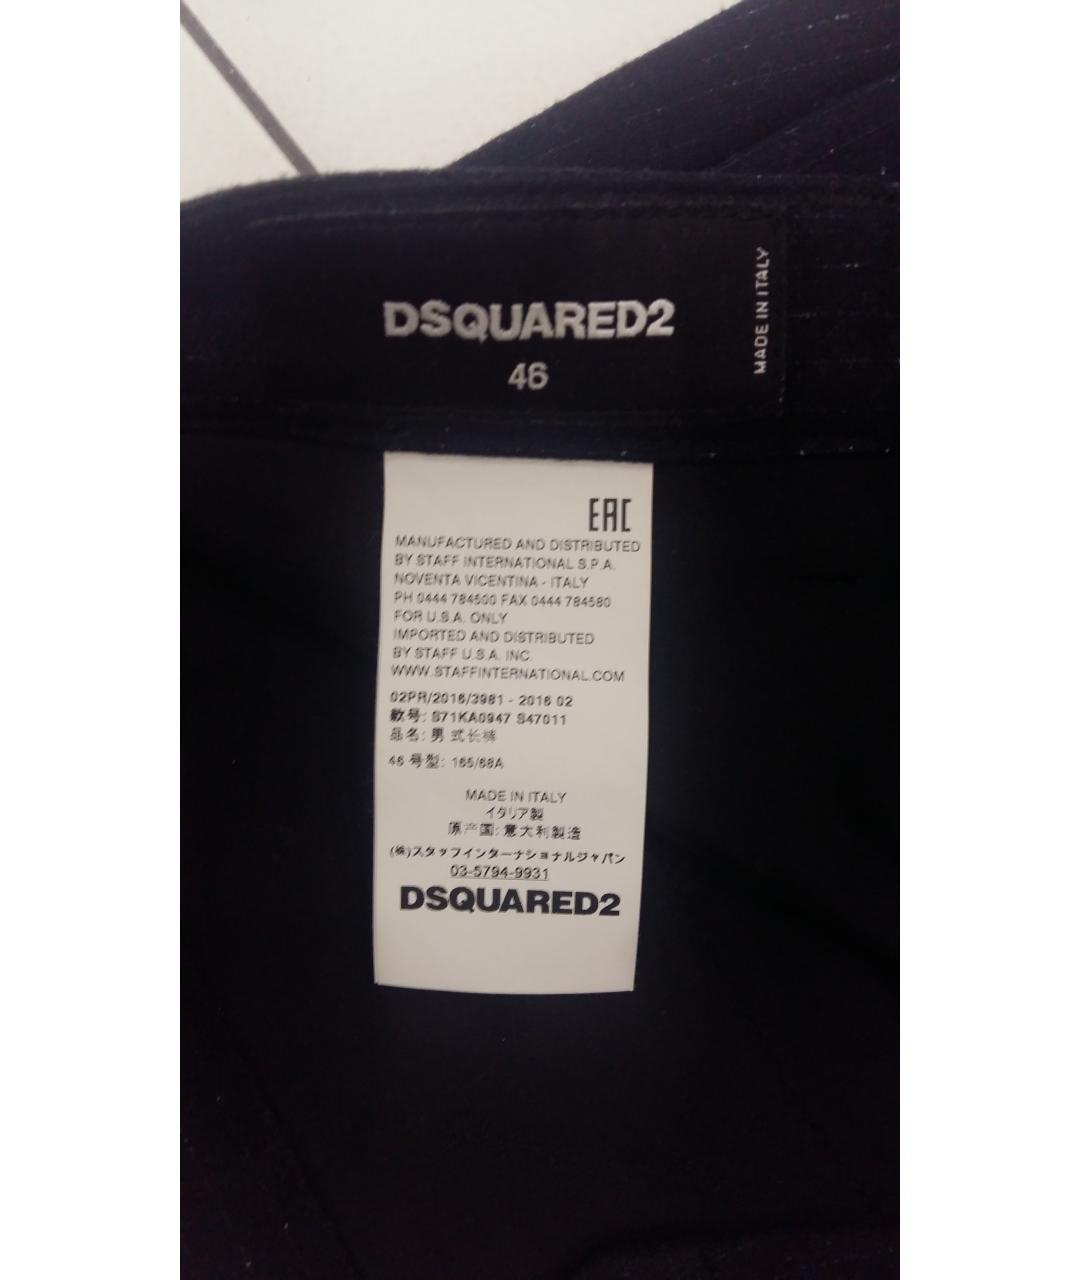 DSQUARED2
46
MADE IN ITALY
EAC
MANUFACTURED AND DISTRIBUTED
BY STAFF INTERNATIONAL S.P.A.
NOVENTA VICENTINA - ITALY
PH 0444 784500 FAX 0444 784580
FOR U.S.A. ONLY
IMPORTED AND DISTRIBUTED
BY STAFF U.S.A. INC.
WWW.STAFFINTERNATIONAL.COM
02PR/2016/3981 - 2016 02
款号: S71KA0947 S47011
品名: 男式长裤
46 号型: 165/68A
MADE IN ITALY
イタリア製
原产国: 意大利製造
(株)スタッフインターナショナルジャパン
03-5794-9931
DSQUARED2